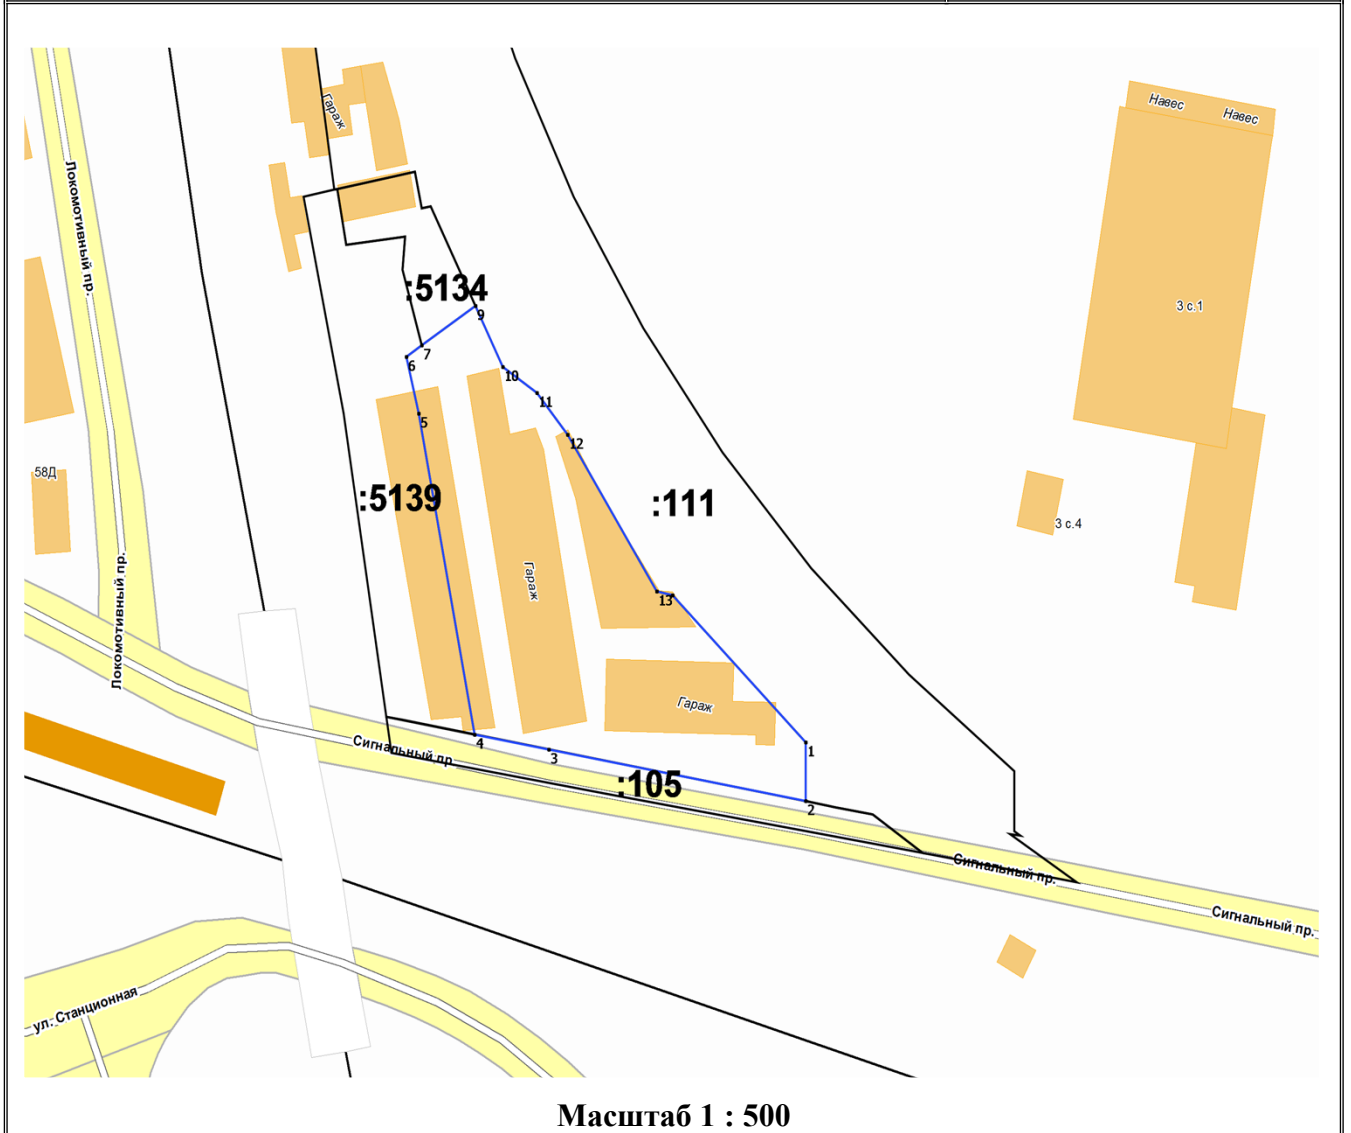 Навес
Навес
Гараж
Локомотивный пр.
:5134
9
3 с.1
7
6
10
11
5
12
58Д
:5139
:111
3 с.4
Гараж
Локомотивный пр.
13
Гараж
4
Сигнальный пр.
3
1
:105
2
Сигнальный пр.
Сигнальный пр.
ул. Станционная
Масштаб 1 : 500